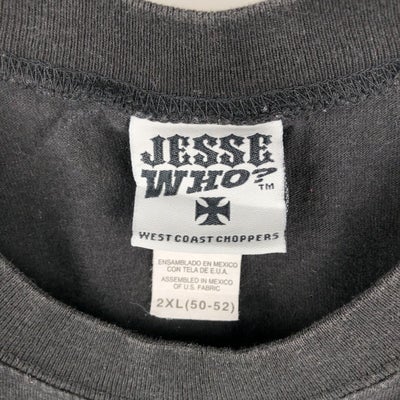 JESSE
WHO?™
WEST COAST CHOPPERS
ENSAMBLADO EN MEXICO
CON TELA DE E.U.A.
ASSEMBLED IN MEXICO
OF U.S. FABRIC
2XL(50-52)